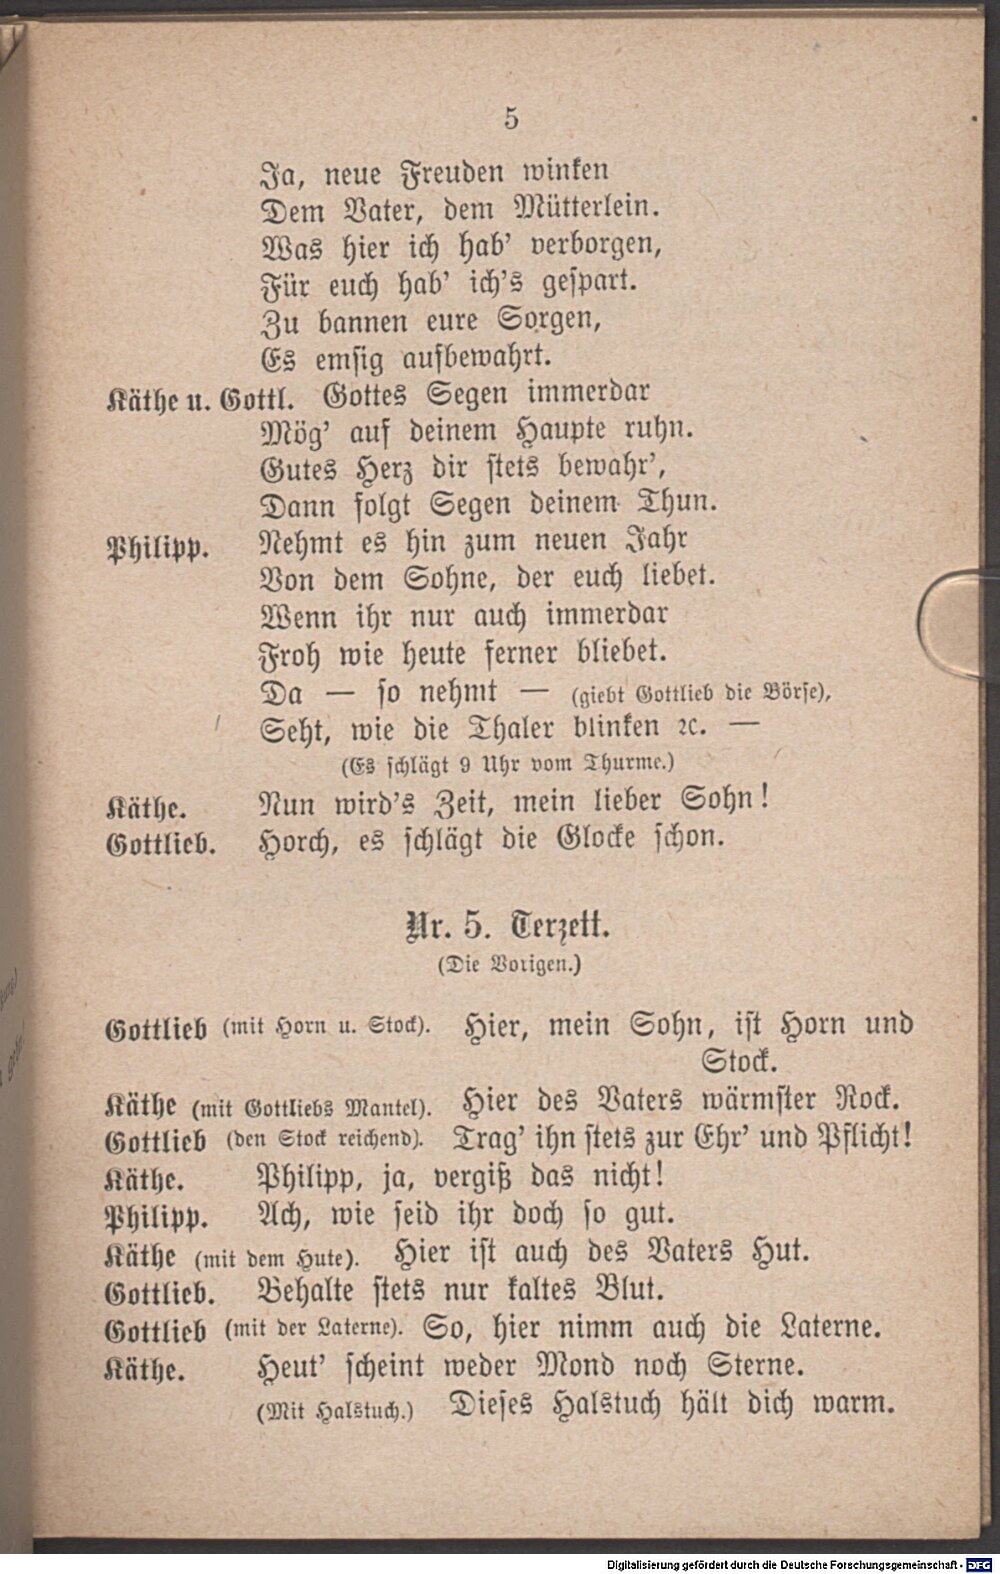 5
Ja, neue Freuden winken
Dem Vater, dem Mütterlein.
Was hier ich hab' verborgen,
Für euch hab' ich's gespart.
Zu bannen eure Sorgen,
Es emsig aufbewahrt.
Käthe u. Gottl. Gottes Segen immerdar
Mög' auf deinem Haupte ruhn.
Gutes Herz dir stets bewahr',
Dann folgt Segen deinem Thun.
Philipp. Nehmt es hin zum neuen Jahr
Von dem Sohne, der euch liebet.
Wenn ihr nur auch immerdar
Froh wie heute ferner bliebet.
Da — so nehmt — (giebt Gottlieb die Börse),
Seht, wie die Thaler blinken ꝛc. —
(Es schlägt 9 Uhr vom Thurme.)
Käthe. Nun wird's Zeit, mein lieber Sohn!
Gottlieb. Horch, es schlägt die Glocke schon.
Nr. 5. Terzett.
(Die Vorigen.)
Gottlieb (mit Horn u. Stock). Hier, mein Sohn, ist Horn und
Stock.
Käthe (mit Gottliebs Mantel). Hier des Vaters wärmster Rock.
Gottlieb (den Stock reichend). Trag' ihn stets zur Ehr' und Pflicht!
Käthe. Philipp, ja, vergiß das nicht!
Philipp. Ach, wie seid ihr doch so gut.
Käthe (mit dem Hute). Hier ist auch des Vaters Hut.
Gottlieb. Behalte stets nur kaltes Blut.
Gottlieb (mit der Laterne). So, hier nimm auch die Laterne.
Käthe. Heut' scheint weder Mond noch Sterne.
(Mit Halstuch.) Dieses Halstuch hält dich warm.
Digitalisierung gefördert durch die Deutsche Forschungsgemeinschaft - DFG